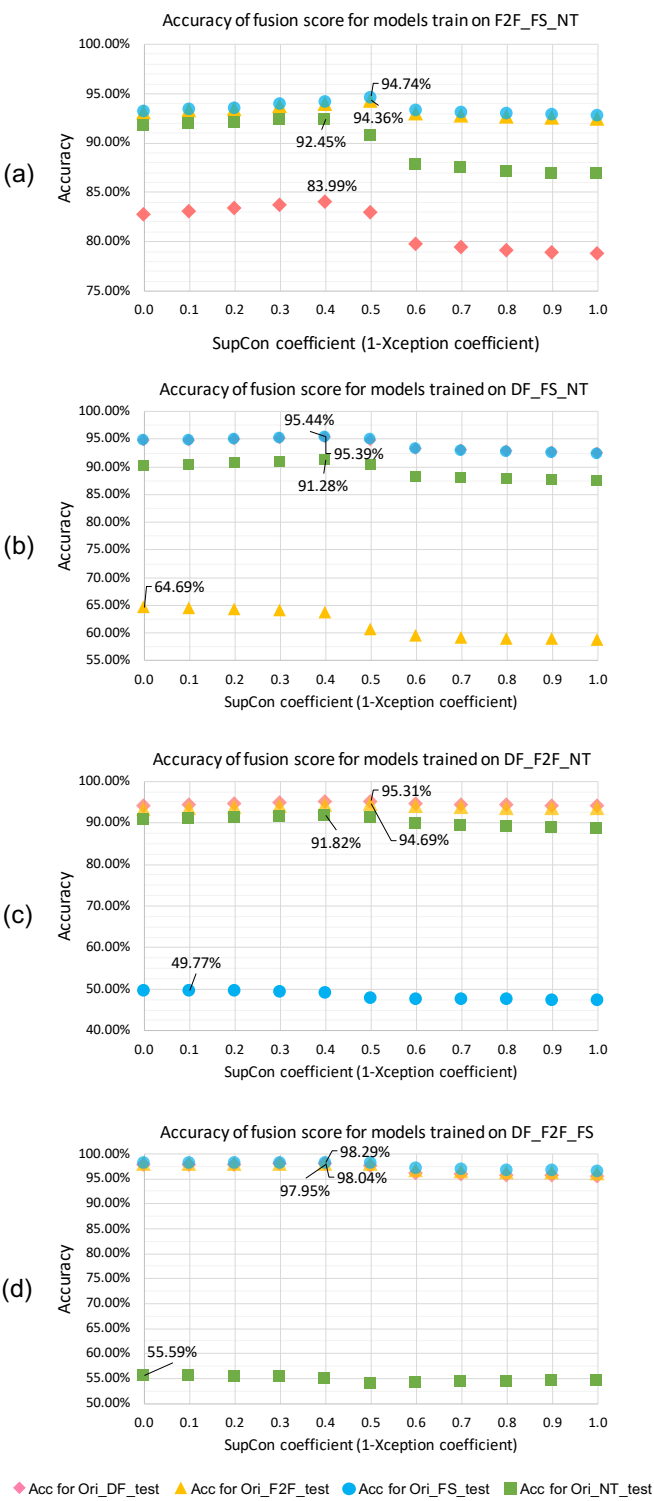 Accuracy of fusion score for models train on F2F_FS_NT
100.00%
95.00%
90.00%
85.00%
80.00%
75.00%
94.74%
94.36%
92.45%
83.99%
(a)
Accuracy
0.0 0.1 0.2 0.3 0.4 0.5 0.6 0.7 0.8 0.9 1.0
SupCon coefficient (1-Xception coefficient)
Accuracy of fusion score for models trained on DF_FS_NT
100.00%
95.00%
90.00%
85.00%
80.00%
75.00%
70.00%
65.00%
60.00%
55.00%
95.44%
95.39%
91.28%
64.69%
(b)
Accuracy
0.0 0.1 0.2 0.3 0.4 0.5 0.6 0.7 0.8 0.9 1.0
SupCon coefficient (1-Xception coefficient)
Accuracy of fusion score for models trained on DF_F2F_NT
100.00%
90.00%
80.00%
70.00%
60.00%
50.00%
40.00%
95.31%
94.69%
91.82%
49.77%
(c)
Accuracy
0.0 0.1 0.2 0.3 0.4 0.5 0.6 0.7 0.8 0.9 1.0
SupCon coefficient (1-Xception coefficient)
Accuracy of fusion score for models trained on DF_F2F_FS
100.00%
95.00%
90.00%
85.00%
80.00%
75.00%
70.00%
65.00%
60.00%
55.00%
50.00%
98.29%
98.04%
97.95%
55.59%
(d)
Accuracy
0.0 0.1 0.2 0.3 0.4 0.5 0.6 0.7 0.8 0.9 1.0
SupCon coefficient (1-Xception coefficient)
Acc for Ori_DF_test Acc for Ori_F2F_test Acc for Ori_FS_test Acc for Ori_NT_test